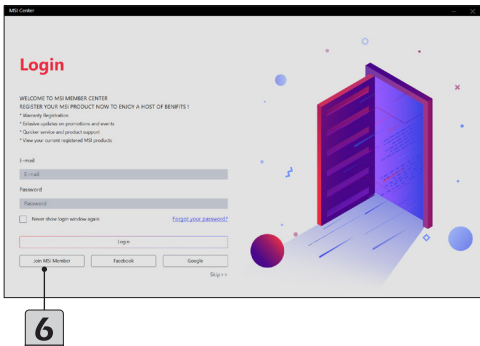 MSI Center
Login
WELCOME TO MSI MEMBER CENTER
REGISTER YOUR MSI PRODUCT NOW TO ENJOY A HOST OF BENIFITS !
* Warranty Registration
* Exlusive updates on promotions and events
* Quicker service and product support
* View your current registered MSI products
E-mail
E-mail
Password
Password
Never show login window again
Forgot your password?
Login
Join MSI Member
Facebook
Google
Skip>>
6